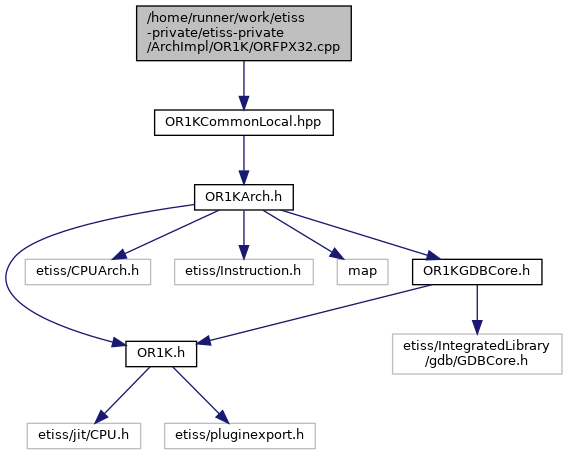 /home/runner/work/etiss
-private/etiss-private
/ArchImpl/OR1K/ORFPX32.cpp
OR1KCommonLocal.hpp
OR1KArch.h
etiss/CPUArch.h
etiss/Instruction.h
map
OR1KGDBCore.h
OR1K.h
etiss/IntegratedLibrary
/gdb/GDBCore.h
etiss/jit/CPU.h
etiss/pluginexport.h